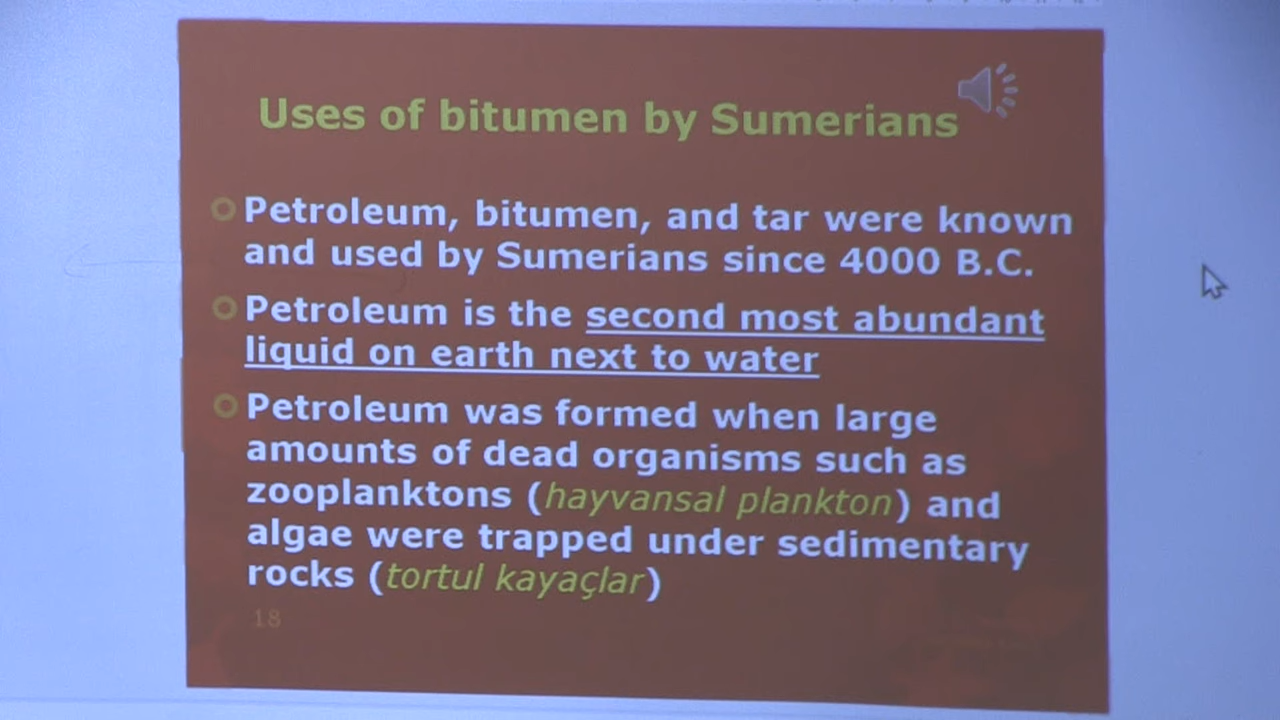 Uses of bitumen by Sumerians
Petroleum, bitumen, and tar were known
and used by Sumerians since 4000 B.C.
Petroleum is the second most abundant
liquid on earth next to water
Petroleum was formed when large
amounts of dead organisms such as
zooplanktons (hayvansal plankton) and
algae were trapped under sedimentary
rocks (tortul kayaçlar)
18